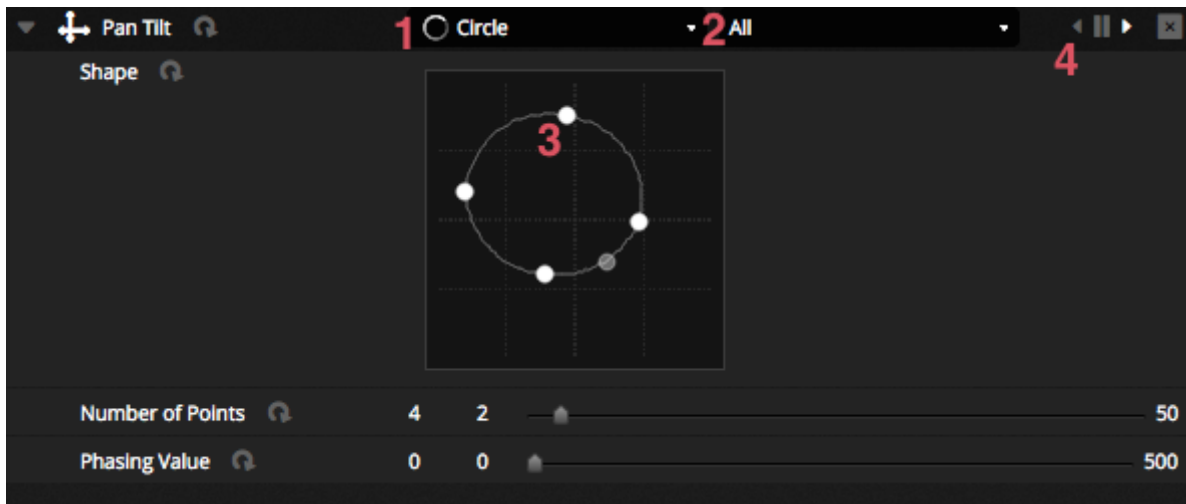 Pan Tilt 1 Circle 2 All
4
Shape
3
Number of Points 4 2 50
Phasing Value 0 0 500